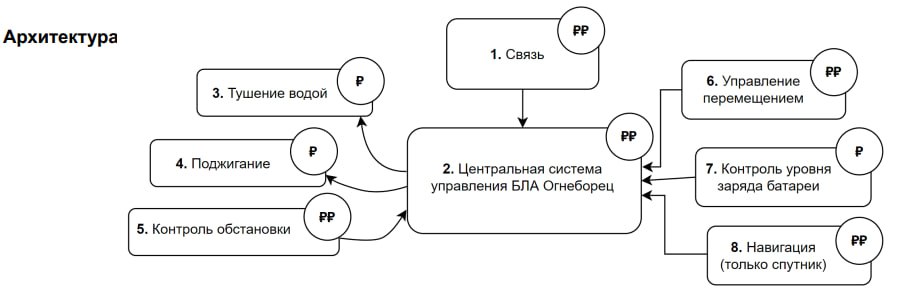 Архитектура
₽₽
1. Связь
₽
3. Тушение водой
₽₽
6. Управление
перемещением
₽
4. Поджигание
₽₽
2. Центральная система
управления БЛА Огнеборец
₽
7. Контроль уровня
заряда батареи
₽₽
5. Контроль обстановки
₽₽
8. Навигация
(только спутник)